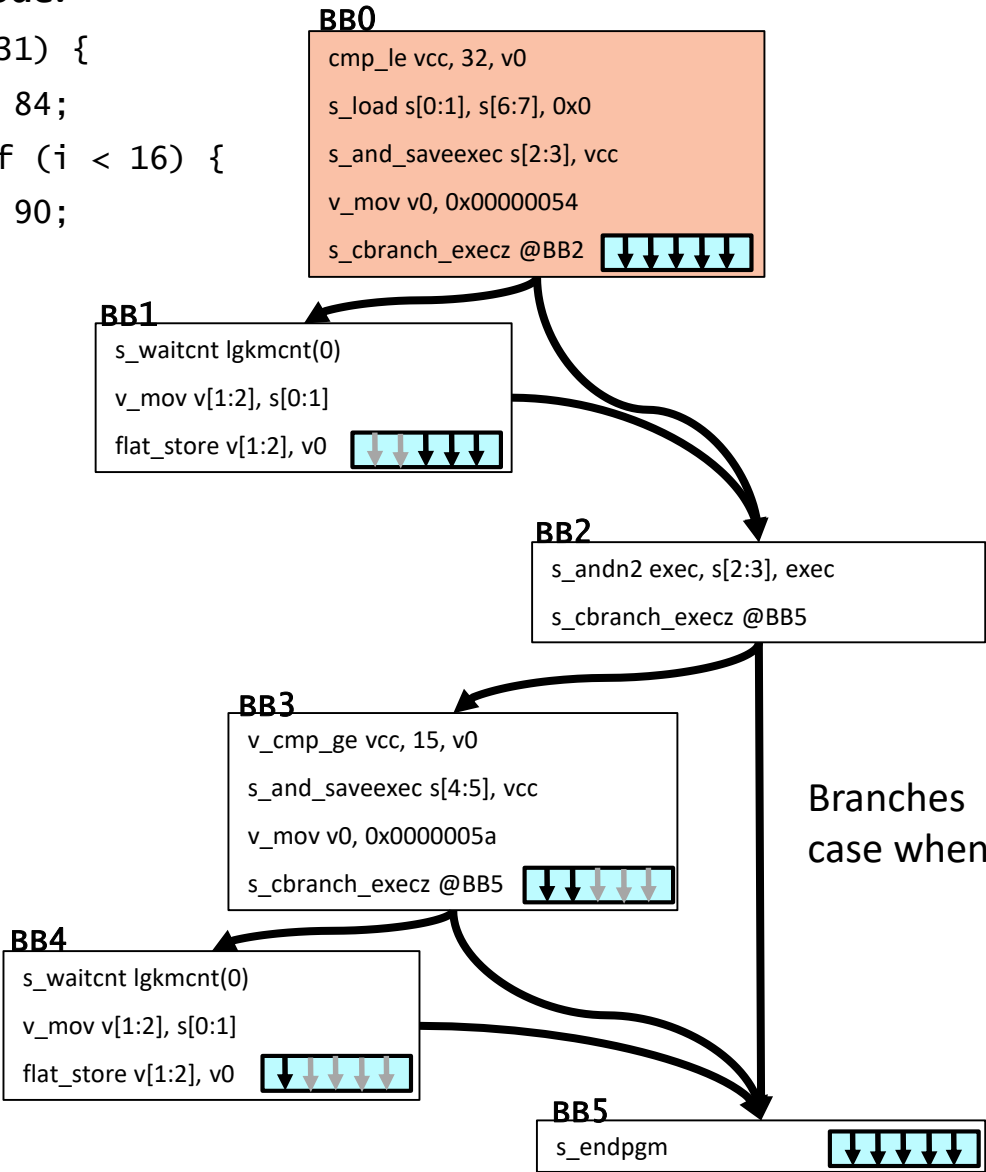 31) {
84;
f (i < 16) {
90;
BB0
cmp_le vcc, 32, v0
s_load s[0:1], s[6:7], 0x0
s_and_saveexec s[2:3], vcc
v_mov v0, 0x00000054
s_cbranch_execz @BB2
BB1
s_waitcnt lgkmcnt(0)
v_mov v[1:2], s[0:1]
flat_store v[1:2], v0
BB2
s_andn2 exec, s[2:3], exec
s_cbranch_execz @BB5
BB3
v_cmp_ge vcc, 15, v0
s_and_saveexec s[4:5], vcc
v_mov v0, 0x0000005a
s_cbranch_execz @BB5
Branches
case when
BB4
s_waitcnt lgkmcnt(0)
v_mov v[1:2], s[0:1]
flat_store v[1:2], v0
BB5
s_endpgm